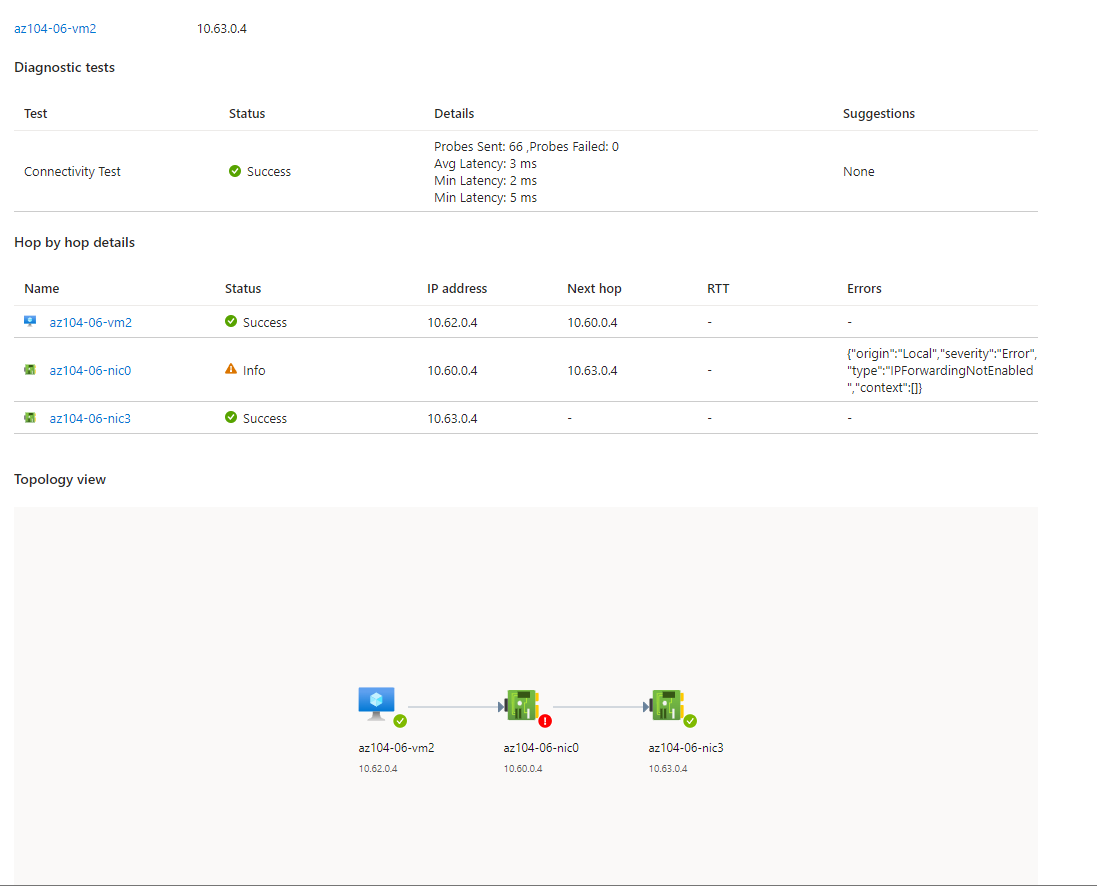 az104-06-vm2 10.63.0.4
Diagnostic tests
Test Status Details Suggestions
Connectivity Test Success Probes Sent: 66 ,Probes Failed: 0
Avg Latency: 3 ms
Min Latency: 2 ms
Min Latency: 5 ms
None
Hop by hop details
Name Status IP address Next hop RTT Errors
az104-06-vm2 Success 10.62.0.4 10.60.0.4 - -
az104-06-nic0 Info 10.60.0.4 10.63.0.4 - {"origin":"Local","severity":"Error",
"type":"IPForwardingNotEnabled
","context":[]}
az104-06-nic3 Success 10.63.0.4 - - -
Topology view
az104-06-vm2 az104-06-nic0 az104-06-nic3
10.62.0.4 10.60.0.4 10.63.0.4